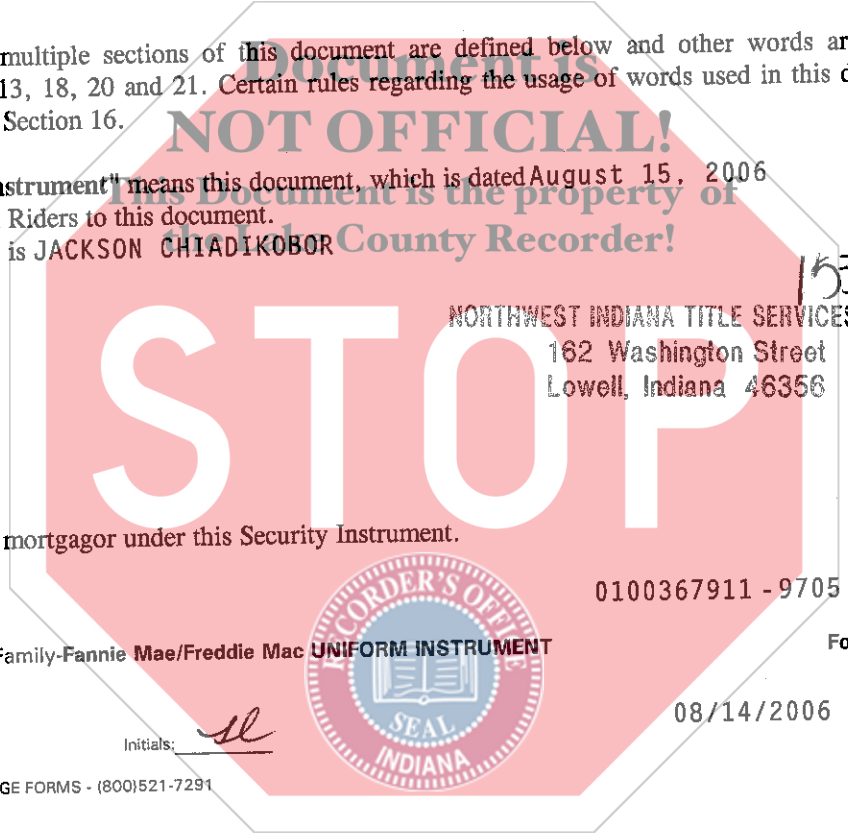 multiple sections of this document are defined below and other words ar
13, 18, 20 and 21. Certain rules regarding the usage of words used in this d
Section 16.
Document is
NOT OFFICIAL!
This Document is the property of
the Lake County Recorder!
nstrument" means this document, which is dated August 15, 2006
Riders to this document.
is JACKSON CHIADIKOBOR
153
NORTHWEST INDIANA TITLE SERVICES
162 Washington Street
Lowell, Indiana 46356
STOP
mortgagor under this Security Instrument.
0100367911 - 9705
Family-Fannie Mae/Freddie Mac UNIFORM INSTRUMENT
Fo
RECORDER'S OFFICE
SEAL
INDIANA
08/14/2006
Initials:
GE FORMS - (800)521-7291